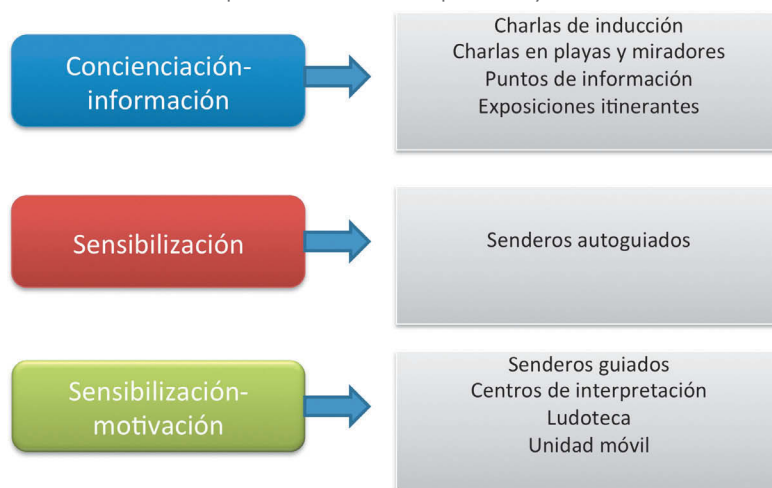 Concienciación-
información
Charlas de inducción
Charlas en playas y miradores
Puntos de información
Exposiciones itinerantes
Sensibilización
Senderos autoguiados
Sensibilización-
motivación
Senderos guiados
Centros de interpretación
Ludoteca
Unidad móvil